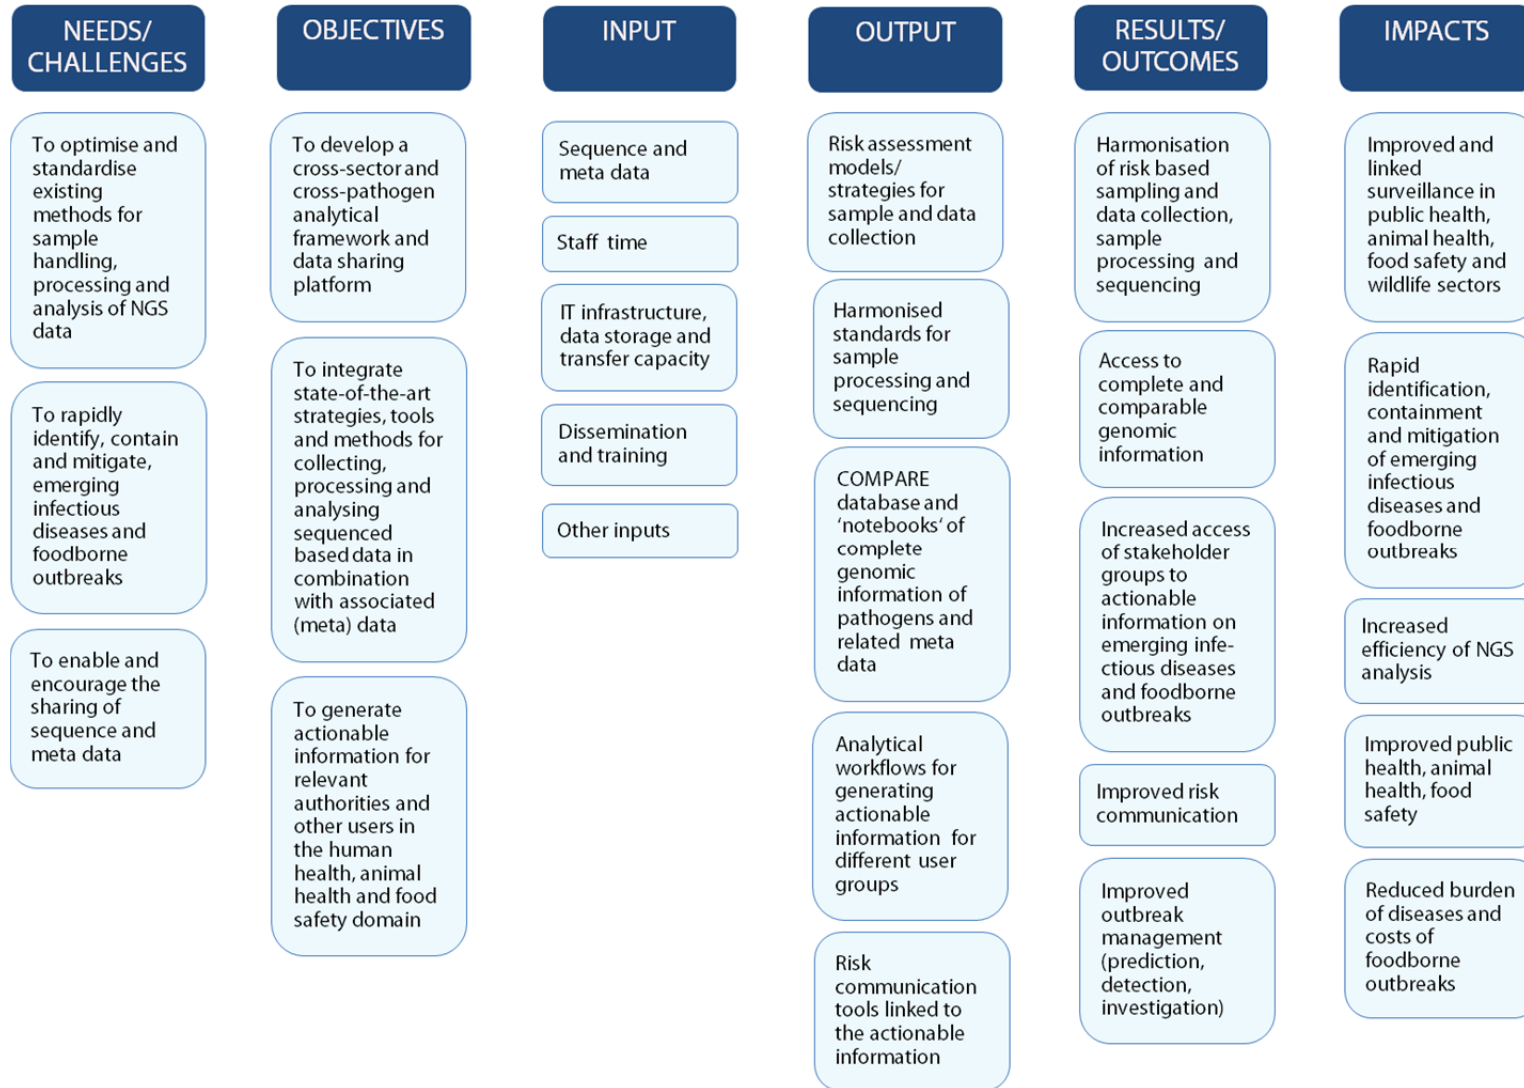 NEEDS/
CHALLENGES
To optimise and
standardise
existing
methods for
sample
handling,
processing and
analysis of NGS
data
To rapidly
identify, contain
and mitigate,
emerging
infectious
diseases and
foodborne
outbreaks
To enable and
encourage the
sharing of
sequence and
meta data
OBJECTIVES
To develop a
cross-sector and
cross-pathogen
analytical
framework and
data sharing
platform
To integrate
state-of-the-art
strategies, tools
and methods for
collecting,
processing and
analysing
sequenced
based data in
combination
with associated
(meta) data
To generate
actionable
information for
relevant
authorities and
other users in
the human
health, animal
health and food
safety domain
INPUT
Sequence and
meta data
Staff time
IT infrastructure,
data storage and
transfer capacity
Dissemination
and training
Other inputs
OUTPUT
Risk assessment
models/
strategies for
sample and data
collection
Harmonised
standards for
sample
processing and
sequencing
COMPARE
database and
‘notebooks‘ of
complete
genomic
information of
pathogens and
related meta
data
Analytical
workflows for
generating
actionable
information for
different user
groups
Risk
communication
tools linked to
the actionable
information
RESULTS/
OUTCOMES
Harmonisation
of risk based
sampling and
data collection,
sample
processing and
sequencing
Access to
complete and
comparable
genomic
information
Increased access
of stakeholder
groups to
actionable
information on
emerging infe-
ctious diseases
and foodborne
outbreaks
Improved risk
communication
Improved
outbreak
management
(prediction,
detection,
investigation)
IMPACTS
Improved and
linked
surveillance in
public health,
animal health,
food safety and
wildlife sectors
Rapid
identification,
containment
and mitigation
of emerging
infectious
diseases and
foodborne
outbreaks
Increased
efficiency of NGS
analysis
Improved public
health, animal
health, food
safety
Reduced burden
of diseases and
costs of
foodborne
outbreaks